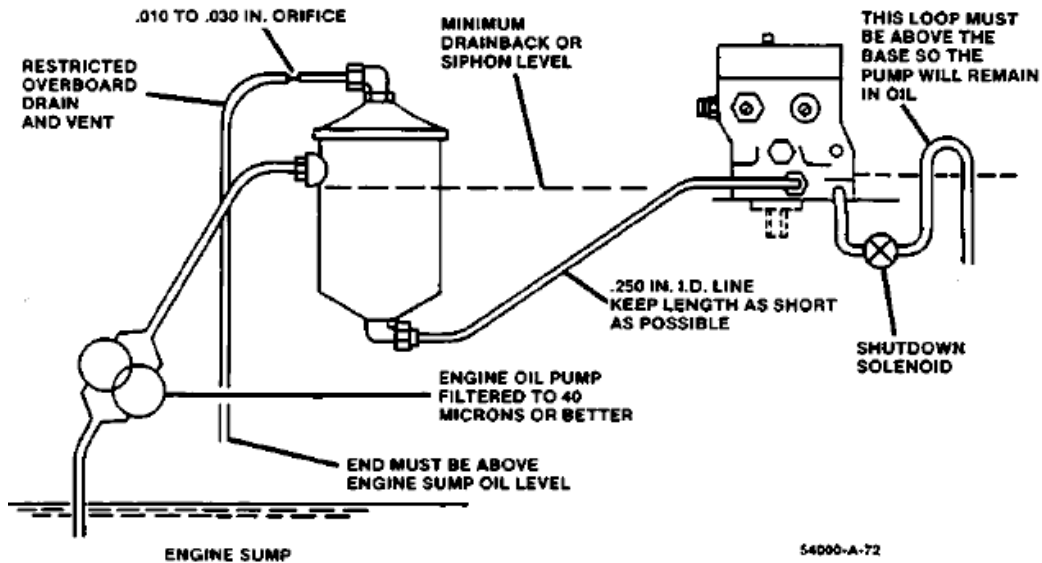 .010 TO .030 IN. ORIFICE
RESTRICTED
OVERBOARD
DRAIN
AND VENT
MINIMUM
DRAINBACK OR
SIPHON LEVEL
THIS LOOP MUST
BE ABOVE THE
BASE SO THE
PUMP WILL REMAIN
IN OIL
.250 IN. I.D. LINE
KEEP LENGTH AS SHORT
AS POSSIBLE
SHUTDOWN
SOLENOID
ENGINE OIL PUMP
FILTERED TO 40
MICRONS OR BETTER
END MUST BE ABOVE
ENGINE SUMP OIL LEVEL
ENGINE SUMP
54000-A-72